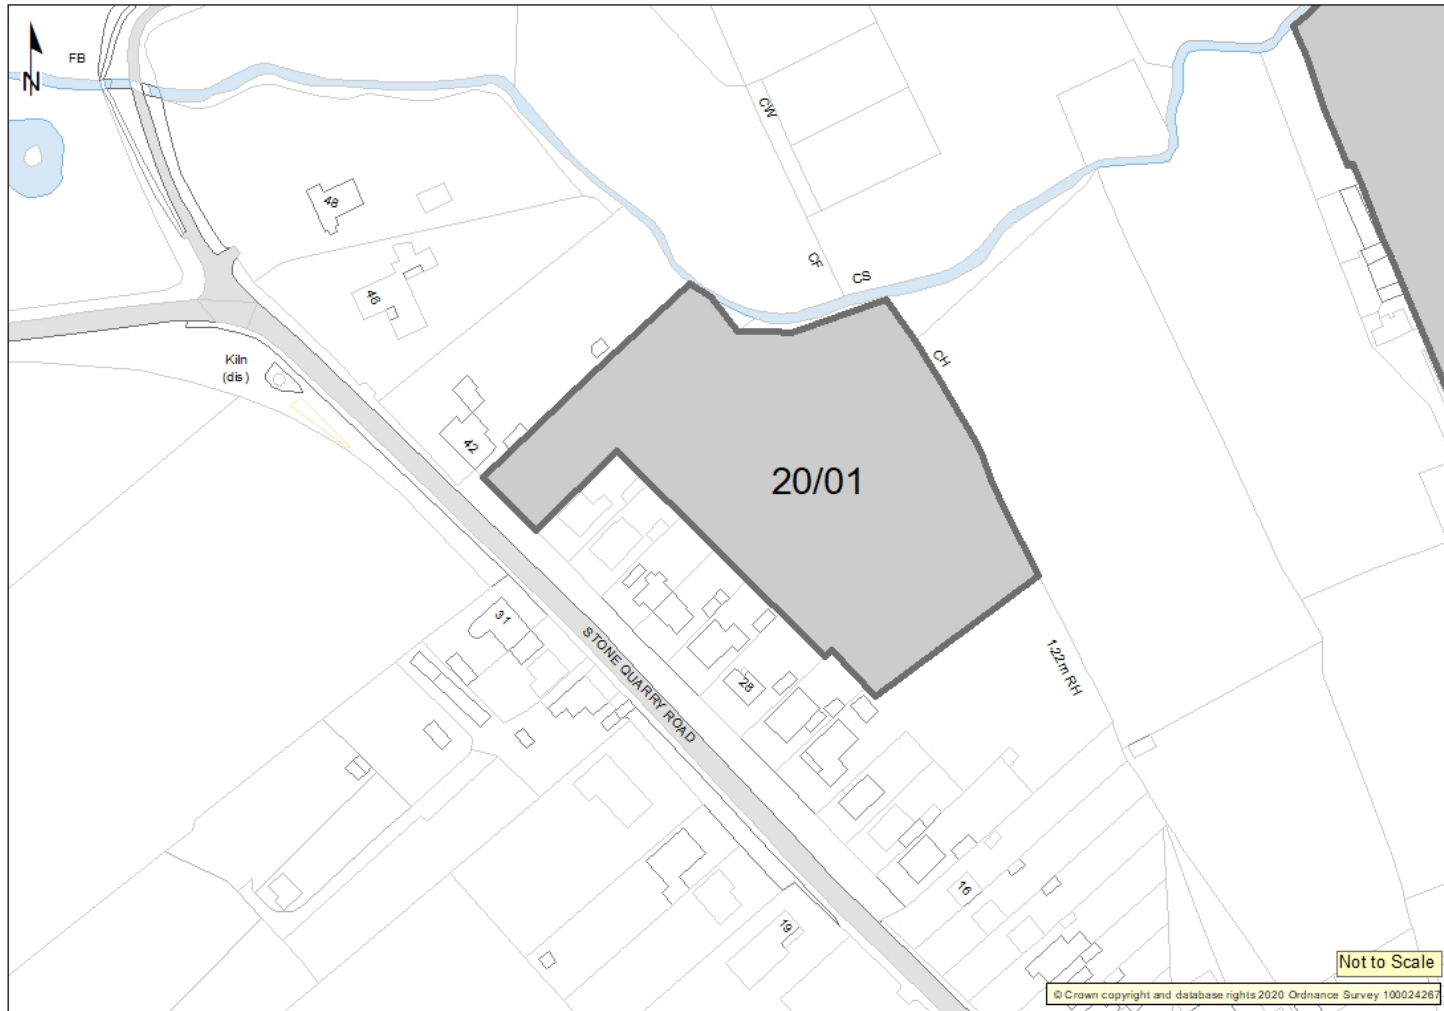 FB
N
CW
48
CF
CS
46
Kiln
(dis)
CH
42
20/01
31
STONE QUARRY ROAD
1.22m RH
28
16
19
Not to Scale
© Crown copyright and database rights 2020 Ordnance Survey 100024267